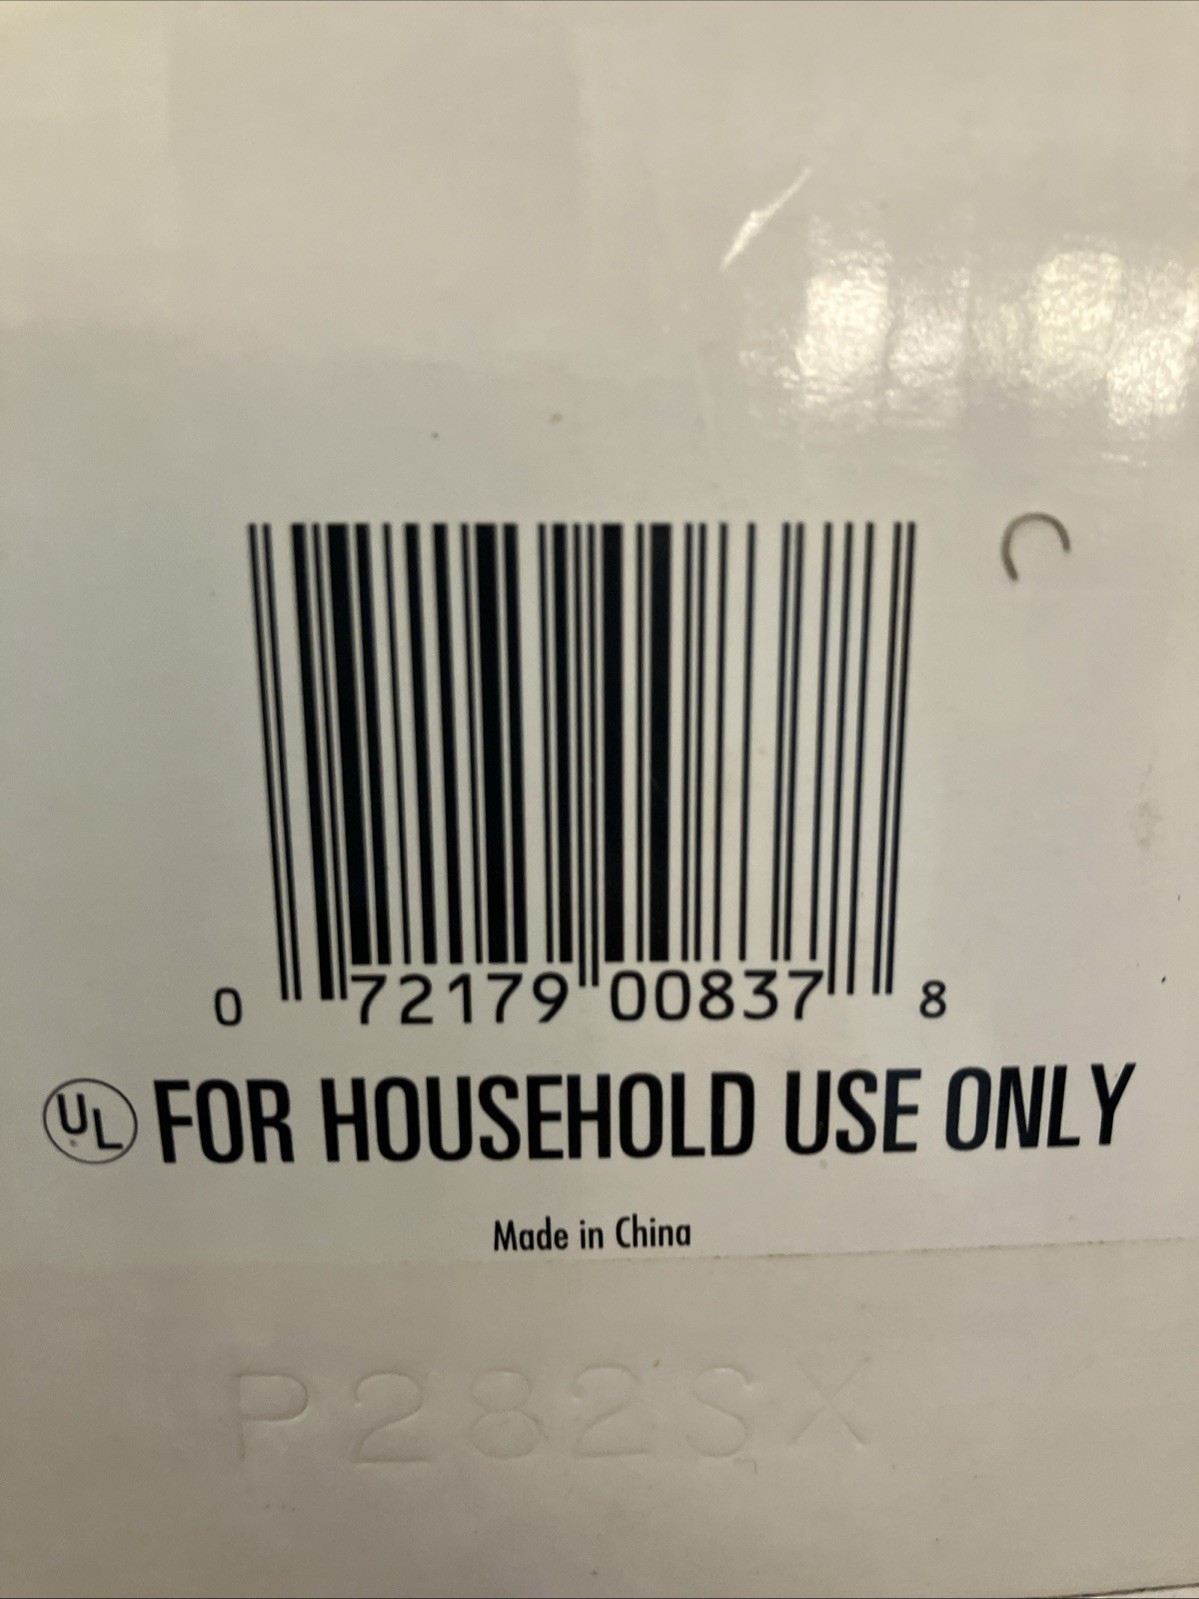 0 72179 00837 8
UL FOR HOUSEHOLD USE ONLY
Made in China
P282SX